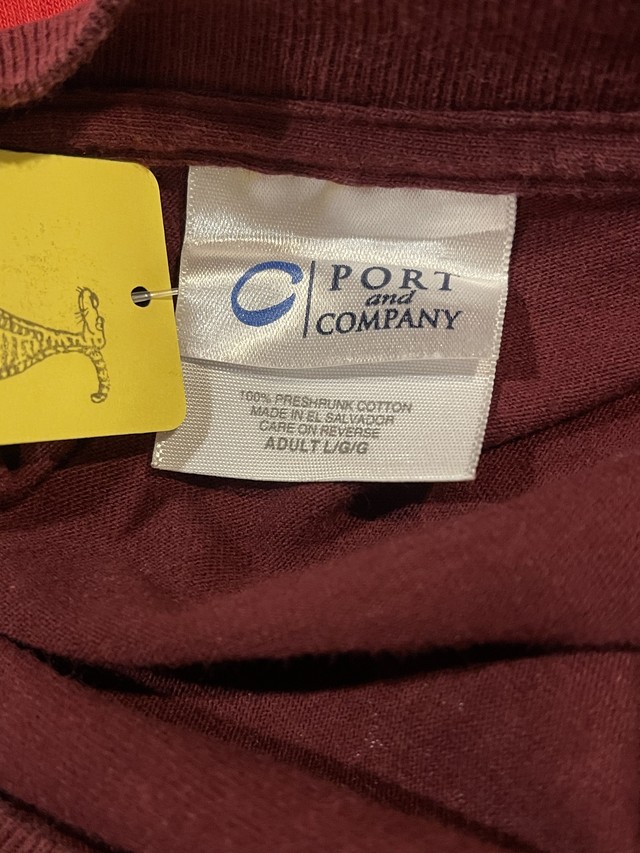 PORT
and
COMPANY
100% PRESHRUNK COTTON
MADE IN EL SALVADOR
CARE ON REVERSE
ADULT L/G/G